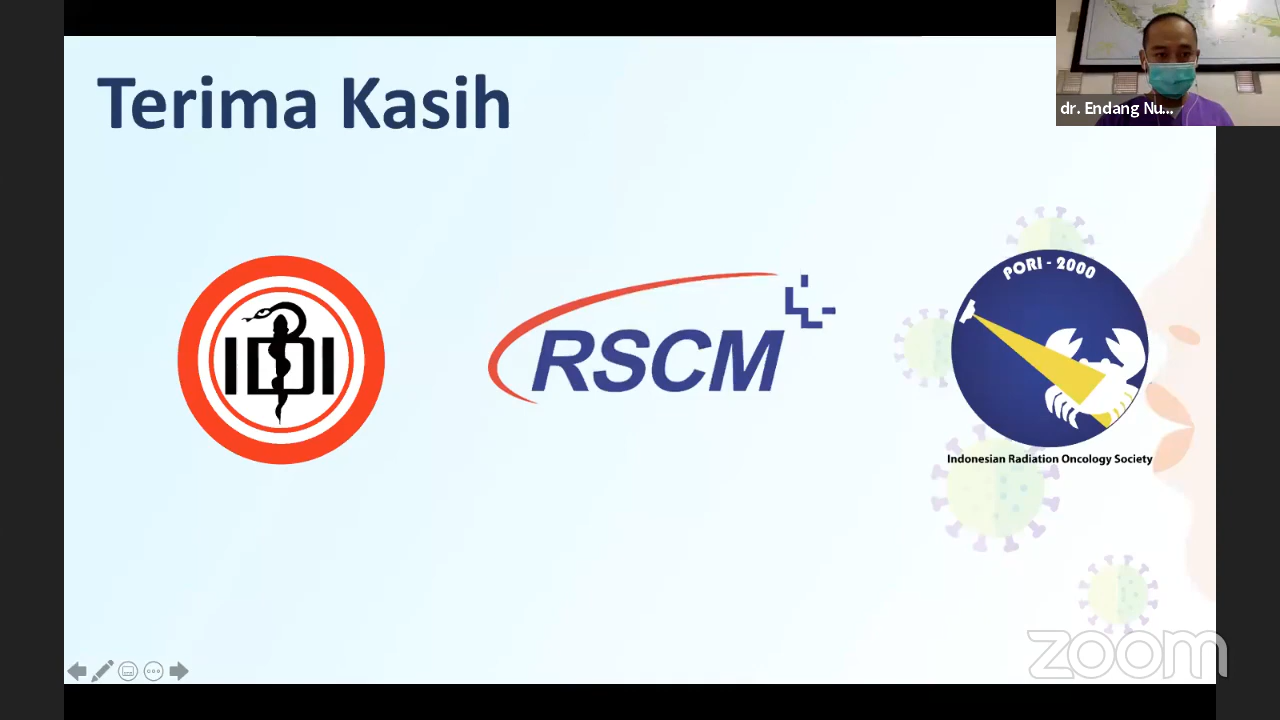 Terima Kasih
dr. Endang Nu...
IDI
RSCM
PORI - 2000
Indonesian Radiation Oncology Society
zoom